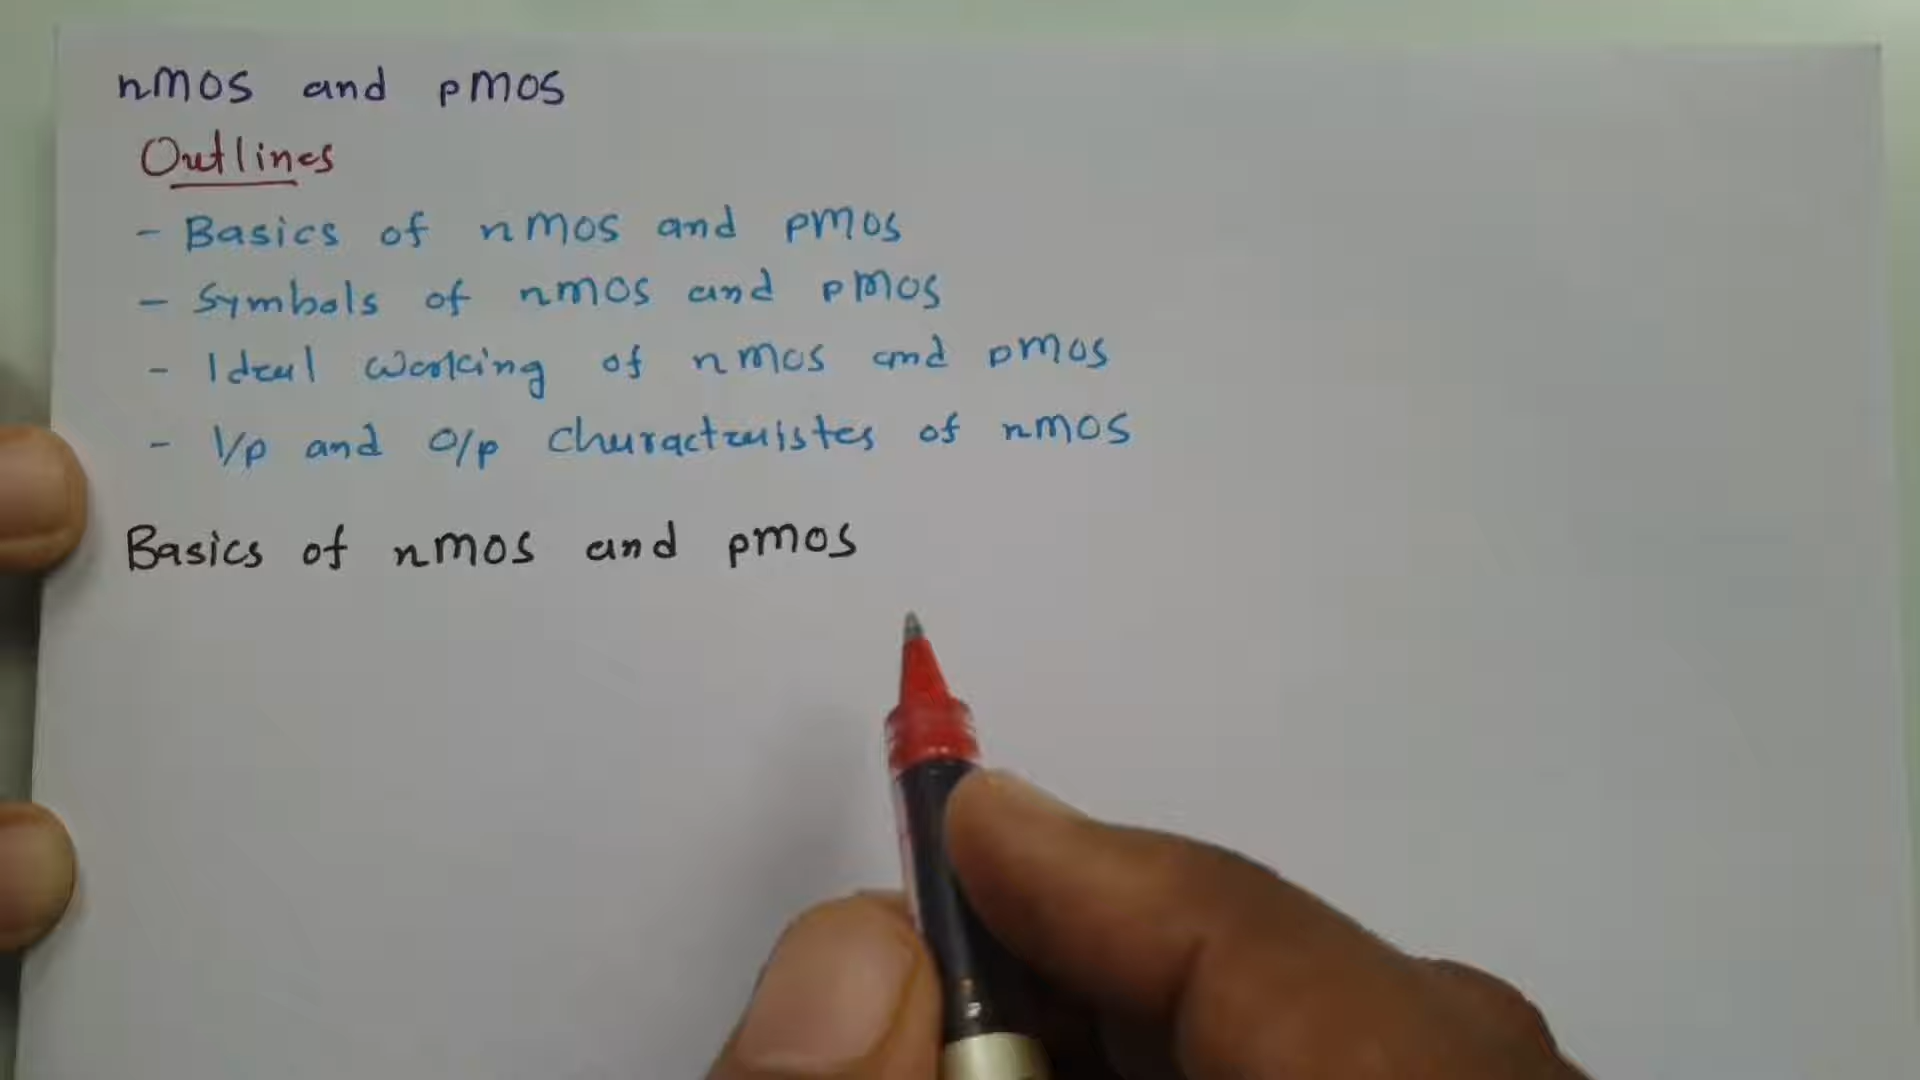 nMOS and pMOS
Outlines
- Basics of nMOS and pMOS
- Symbols of nMOS and pMOS
- Ideal working of nMOS and pMOS
- I/p and O/p Charactruistes of nMOS
Basics of nMOS and pMOS